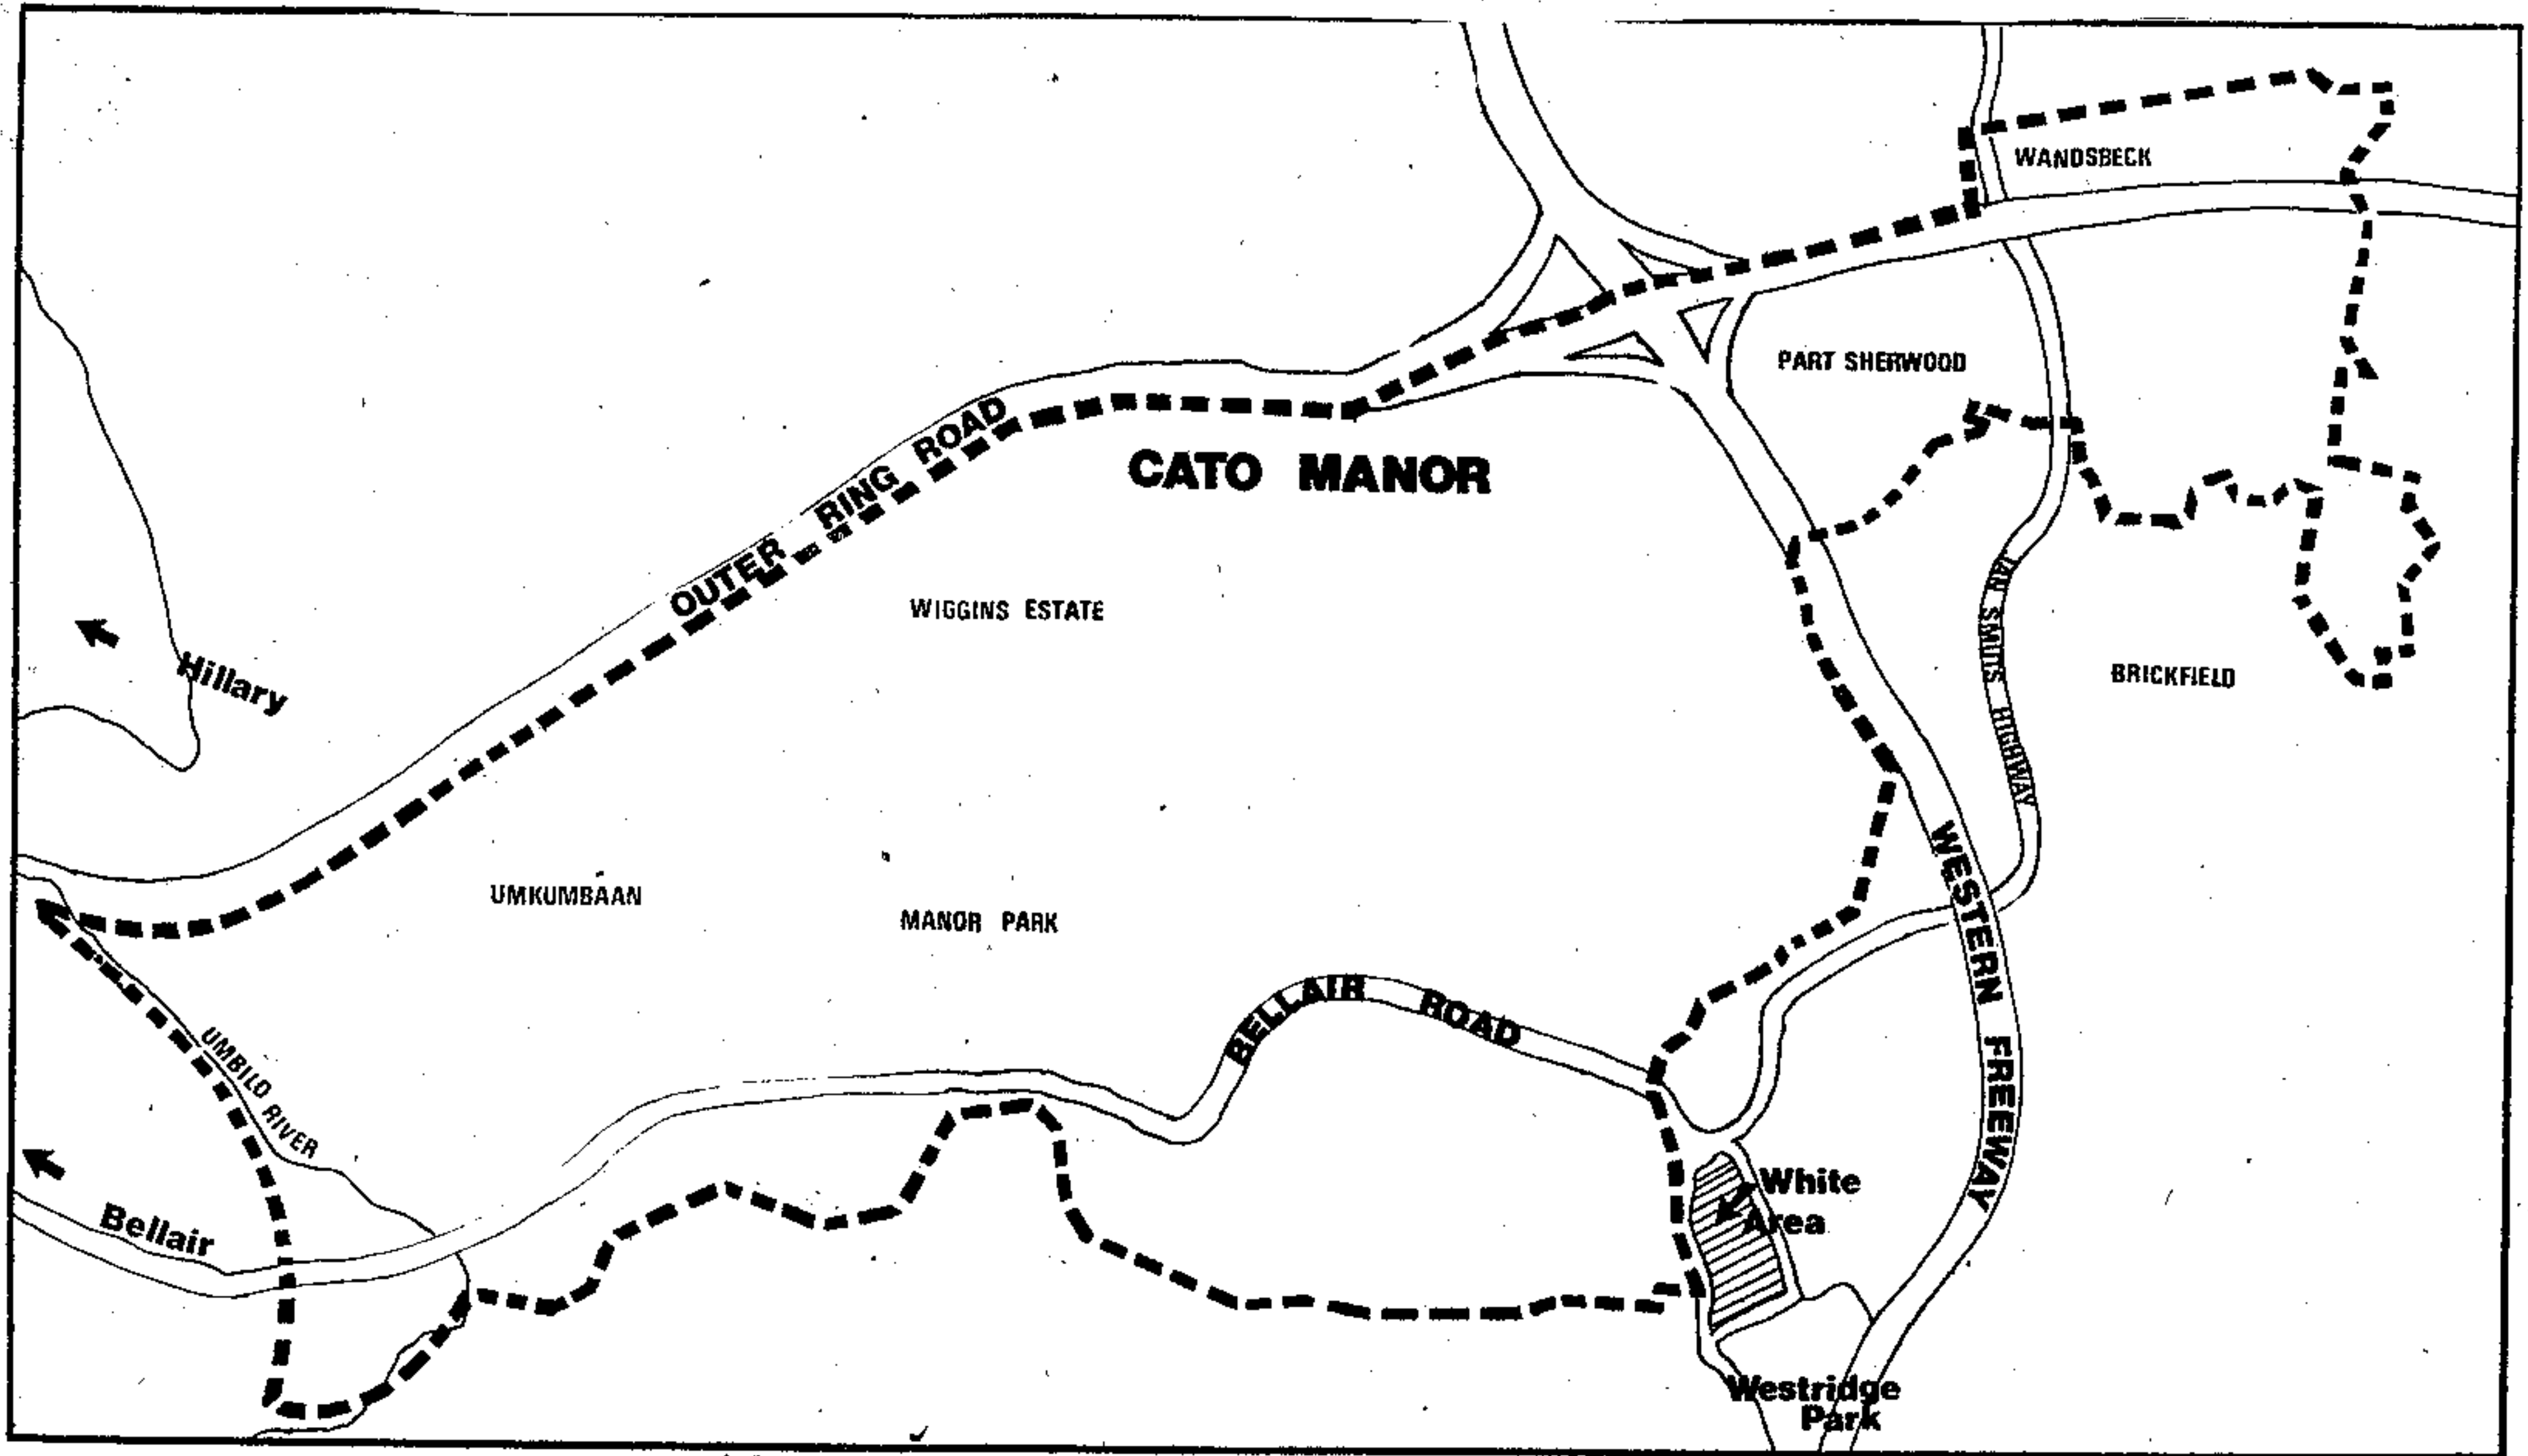 WANDSBECK
PART SHERWOOD
OUTER RING ROAD
CATO MANOR
WIGGINS ESTATE
JAN SMUTS HIGHWAY
Hillary
BRICKFIELD
UMKUMBAAN
MANOR PARK
WESTERN FREEWAY
BELLAIR ROAD
UMBILO RIVER
Bellair
White
Area
Westridge
Park